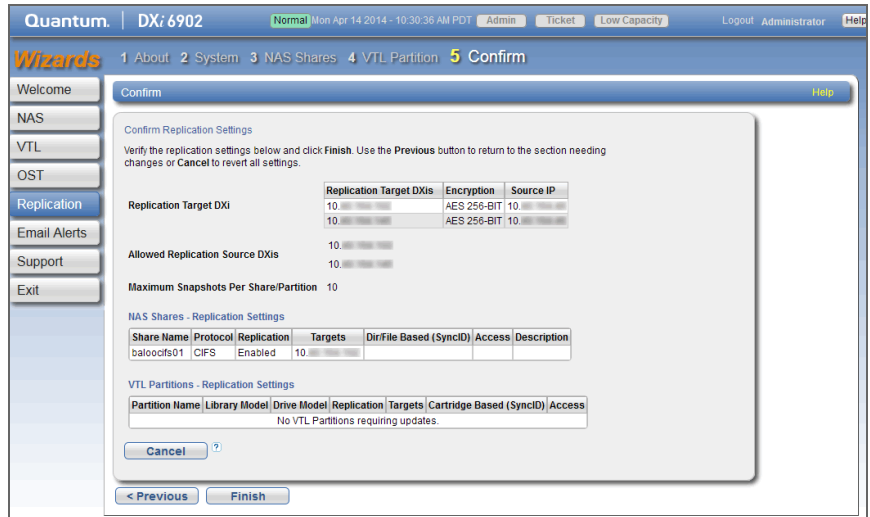 Quantum. DXi 6902 Normal Mon Apr 14 2014 - 10:30:36 AM PDT Admin Ticket Low Capacity Logout Administrator Help
Wizards 1 About 2 System 3 NAS Shares 4 VTL Partition 5 Confirm
Welcome
NAS
VTL
OST
Replication
Email Alerts
Support
Exit
Confirm Help
Confirm Replication Settings
Verify the replication settings below and click Finish. Use the Previous button to return to the section needing
changes or Cancel to revert all settings.
Replication Target DXis Encryption Source IP
Replication Target DXi 10. AES 256-BIT 10.
10. AES 256-BIT 10.
Allowed Replication Source DXis 10.
10.
Maximum Snapshots Per Share/Partition 10
NAS Shares - Replication Settings
Share Name Protocol Replication Targets Dir/File Based (SyncID) Access Description
baloocifs01 CIFS Enabled 10.
VTL Partitions - Replication Settings
Partition Name Library Model Drive Model Replication Targets Cartridge Based (SyncID) Access
No VTL Partitions requiring updates.
Cancel ?
< Previous Finish